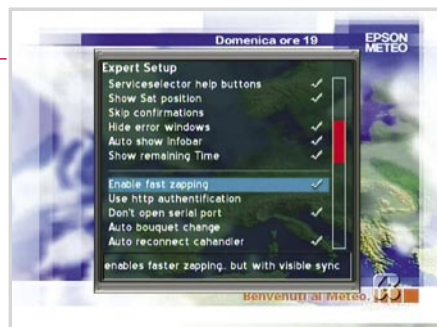 Domenica ore 19
EPSON
METEO
Expert Setup
Serviceselector help buttons
Show Sat position
Skip confirmations
Hide error windows
Auto show Infobar
Show remaining Time
Enable fast zapping
Use http authentification
Don't open serial port
Auto bouquet change
Auto reconnect cahandler
enables faster zapping.. but with visible sync
Benvenuti al Meteo.